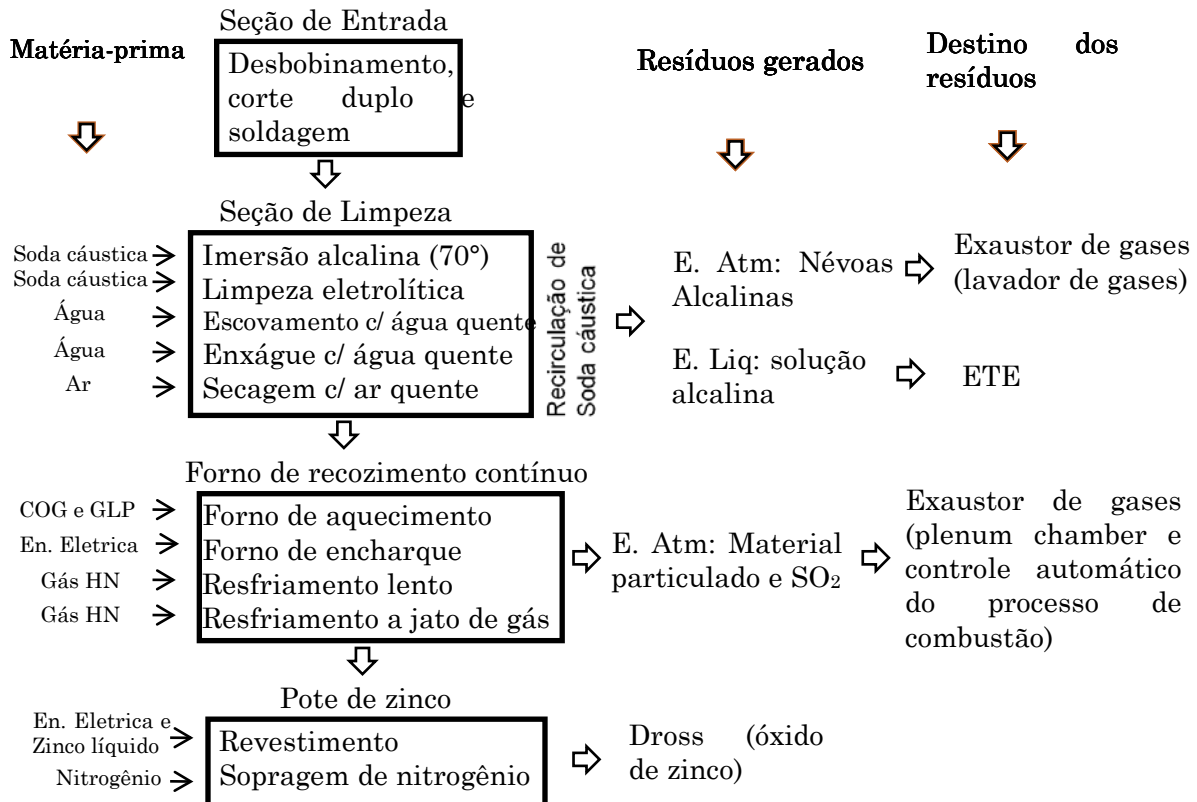 Seção de Entrada
Matéria-prima
Desbobinamento,
corte duplo e
soldagem
Resíduos gerados
Destino dos
resíduos
Seção de Limpeza
Soda cáustica
Soda cáustica
Água
Água
Ar
Imersão alcalina (70°)
Limpeza eletrolítica
Escovamento c/ água quente
Enxágue c/ água quente
Secagem c/ ar quente
Recirculação de
Soda cáustica
E. Atm: Névoas
Alcalinas
Exaustor de gases
(lavador de gases)
E. Liq: solução
alcalina
ETE
Forno de recozimento contínuo
COG e GLP
En. Eletrica
Gás HN
Gás HN
Forno de aquecimento
Forno de encharque
Resfriamento lento
Resfriamento a jato de gás
E. Atm: Material
particulado e SO₂
Exaustor de gases
(plenum chamber e
controle automático
do processo de
combustão)
Pote de zinco
En. Eletrica e
Zinco líquido
Nitrogênio
Revestimento
Sopragem de nitrogênio
Dross (óxido
de zinco)